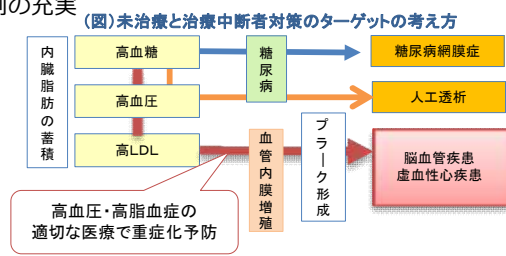 の充実
(図)未治療と治療中断者対策のターゲットの考え方
内臓脂肪の蓄積
高血糖
糖尿病
糖尿病網膜症
高血圧
人工透析
高LDL
血管内膜増殖
プラーク形成
脳血管疾患
虚血性心疾患
高血圧・高脂血症の
適切な医療で重症化予防